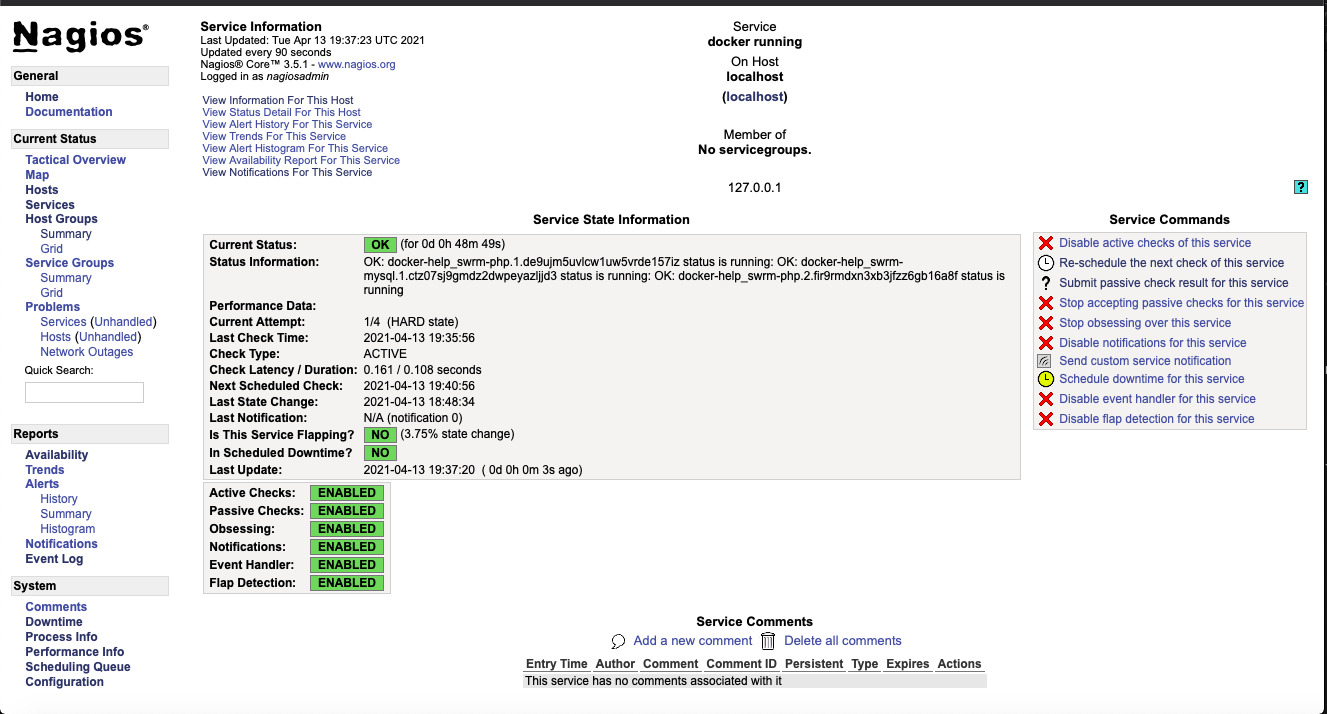 Nagios®
General
Home
Documentation
Current Status
Tactical Overview
Map
Hosts
Services
Host Groups
Summary
Grid
Service Groups
Summary
Grid
Problems
Services (Unhandled)
Hosts (Unhandled)
Network Outages
Quick Search:
Reports
Availability
Trends
Alerts
History
Summary
Histogram
Notifications
Event Log
System
Comments
Downtime
Process Info
Performance Info
Scheduling Queue
Configuration
Service Information
Last Updated: Tue Apr 13 19:37:23 UTC 2021
Updated every 90 seconds
Nagios® Core™ 3.5.1 - www.nagios.org
Logged in as nagiosadmin
View Information For This Host
View Status Detail For This Host
View Alert History For This Service
View Trends For This Service
View Alert Histogram For This Service
View Availability Report For This Service
View Notifications For This Service
Service
docker running
On Host
localhost
(localhost)
Member of
No servicegroups.
127.0.0.1
?
Service State Information
Current Status: OK (for 0d 0h 48m 49s)
Status Information: OK: docker-help_swrm-php.1.de9ujm5uvlcw1uw5vrde157iz status is running: OK: docker-help_swrm-
mysql.1.ctz07sj9gmdz2dwpeyazljjd3 status is running: OK: docker-help_swrm-php.2.fir9rmdxn3xb3jfzz6gb16a8f status is
running
Performance Data:
Current Attempt: 1/4 (HARD state)
Last Check Time: 2021-04-13 19:35:56
Check Type: ACTIVE
Check Latency / Duration: 0.161 / 0.108 seconds
Next Scheduled Check: 2021-04-13 19:40:56
Last State Change: 2021-04-13 18:48:34
Last Notification: N/A (notification 0)
Is This Service Flapping? NO (3.75% state change)
In Scheduled Downtime? NO
Last Update: 2021-04-13 19:37:20 ( 0d 0h 0m 3s ago)
Active Checks: ENABLED
Passive Checks: ENABLED
Obsessing: ENABLED
Notifications: ENABLED
Event Handler: ENABLED
Flap Detection: ENABLED
Service Commands
Disable active checks of this service
Re-schedule the next check of this service
? Submit passive check result for this service
Stop accepting passive checks for this service
Stop obsessing over this service
Disable notifications for this service
Send custom service notification
Schedule downtime for this service
Disable event handler for this service
Disable flap detection for this service
Service Comments
Add a new comment Delete all comments
Entry Time Author Comment Comment ID Persistent Type Expires Actions
This service has no comments associated with it